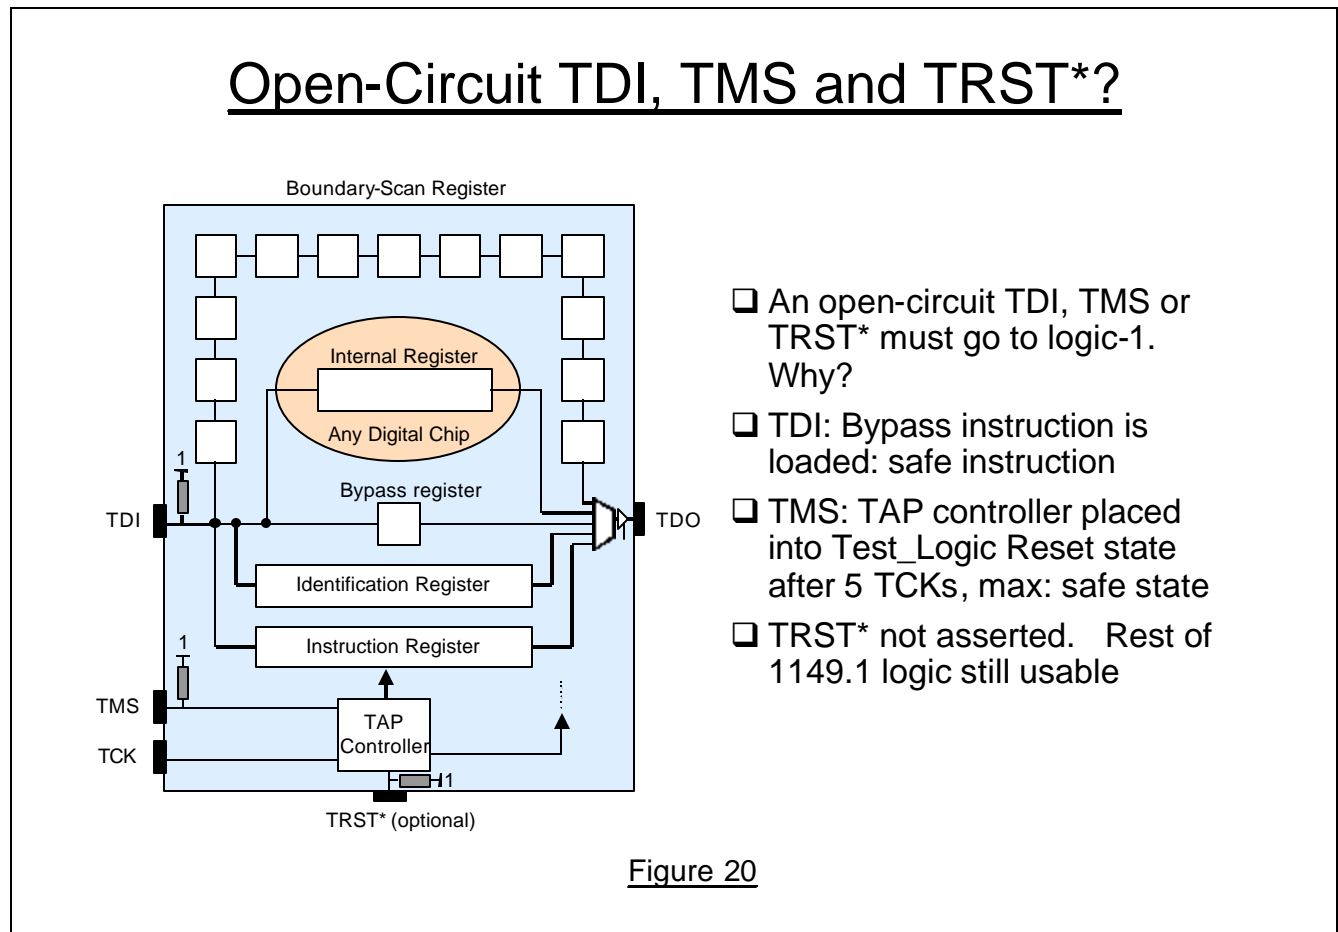 Open-Circuit TDI, TMS and TRST*?
Boundary-Scan Register
Internal Register
Any Digital Chip
1
Bypass register
TDI
TDO
Identification Register
1
Instruction Register
TMS
TAP
Controller
TCK
1
TRST* (optional)
❑ An open-circuit TDI, TMS or
TRST* must go to logic-1.
Why?
❑ TDI: Bypass instruction is
loaded: safe instruction
❑ TMS: TAP controller placed
into Test_Logic Reset state
after 5 TCKs, max: safe state
❑ TRST* not asserted. Rest of
1149.1 logic still usable
Figure 20